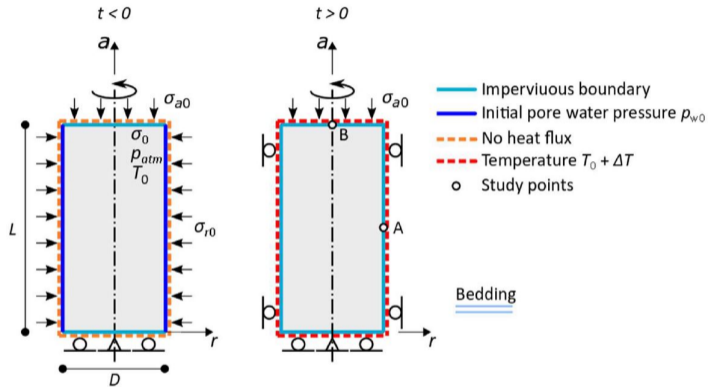 t < 0
a
σa0
σ0
patm
T0
L
σr0
r
D
t > 0
a
σa0
B
A
r
Imperviuous boundary
Initial pore water pressure pw0
No heat flux
Temperature T0 + ΔT
Study points
Bedding